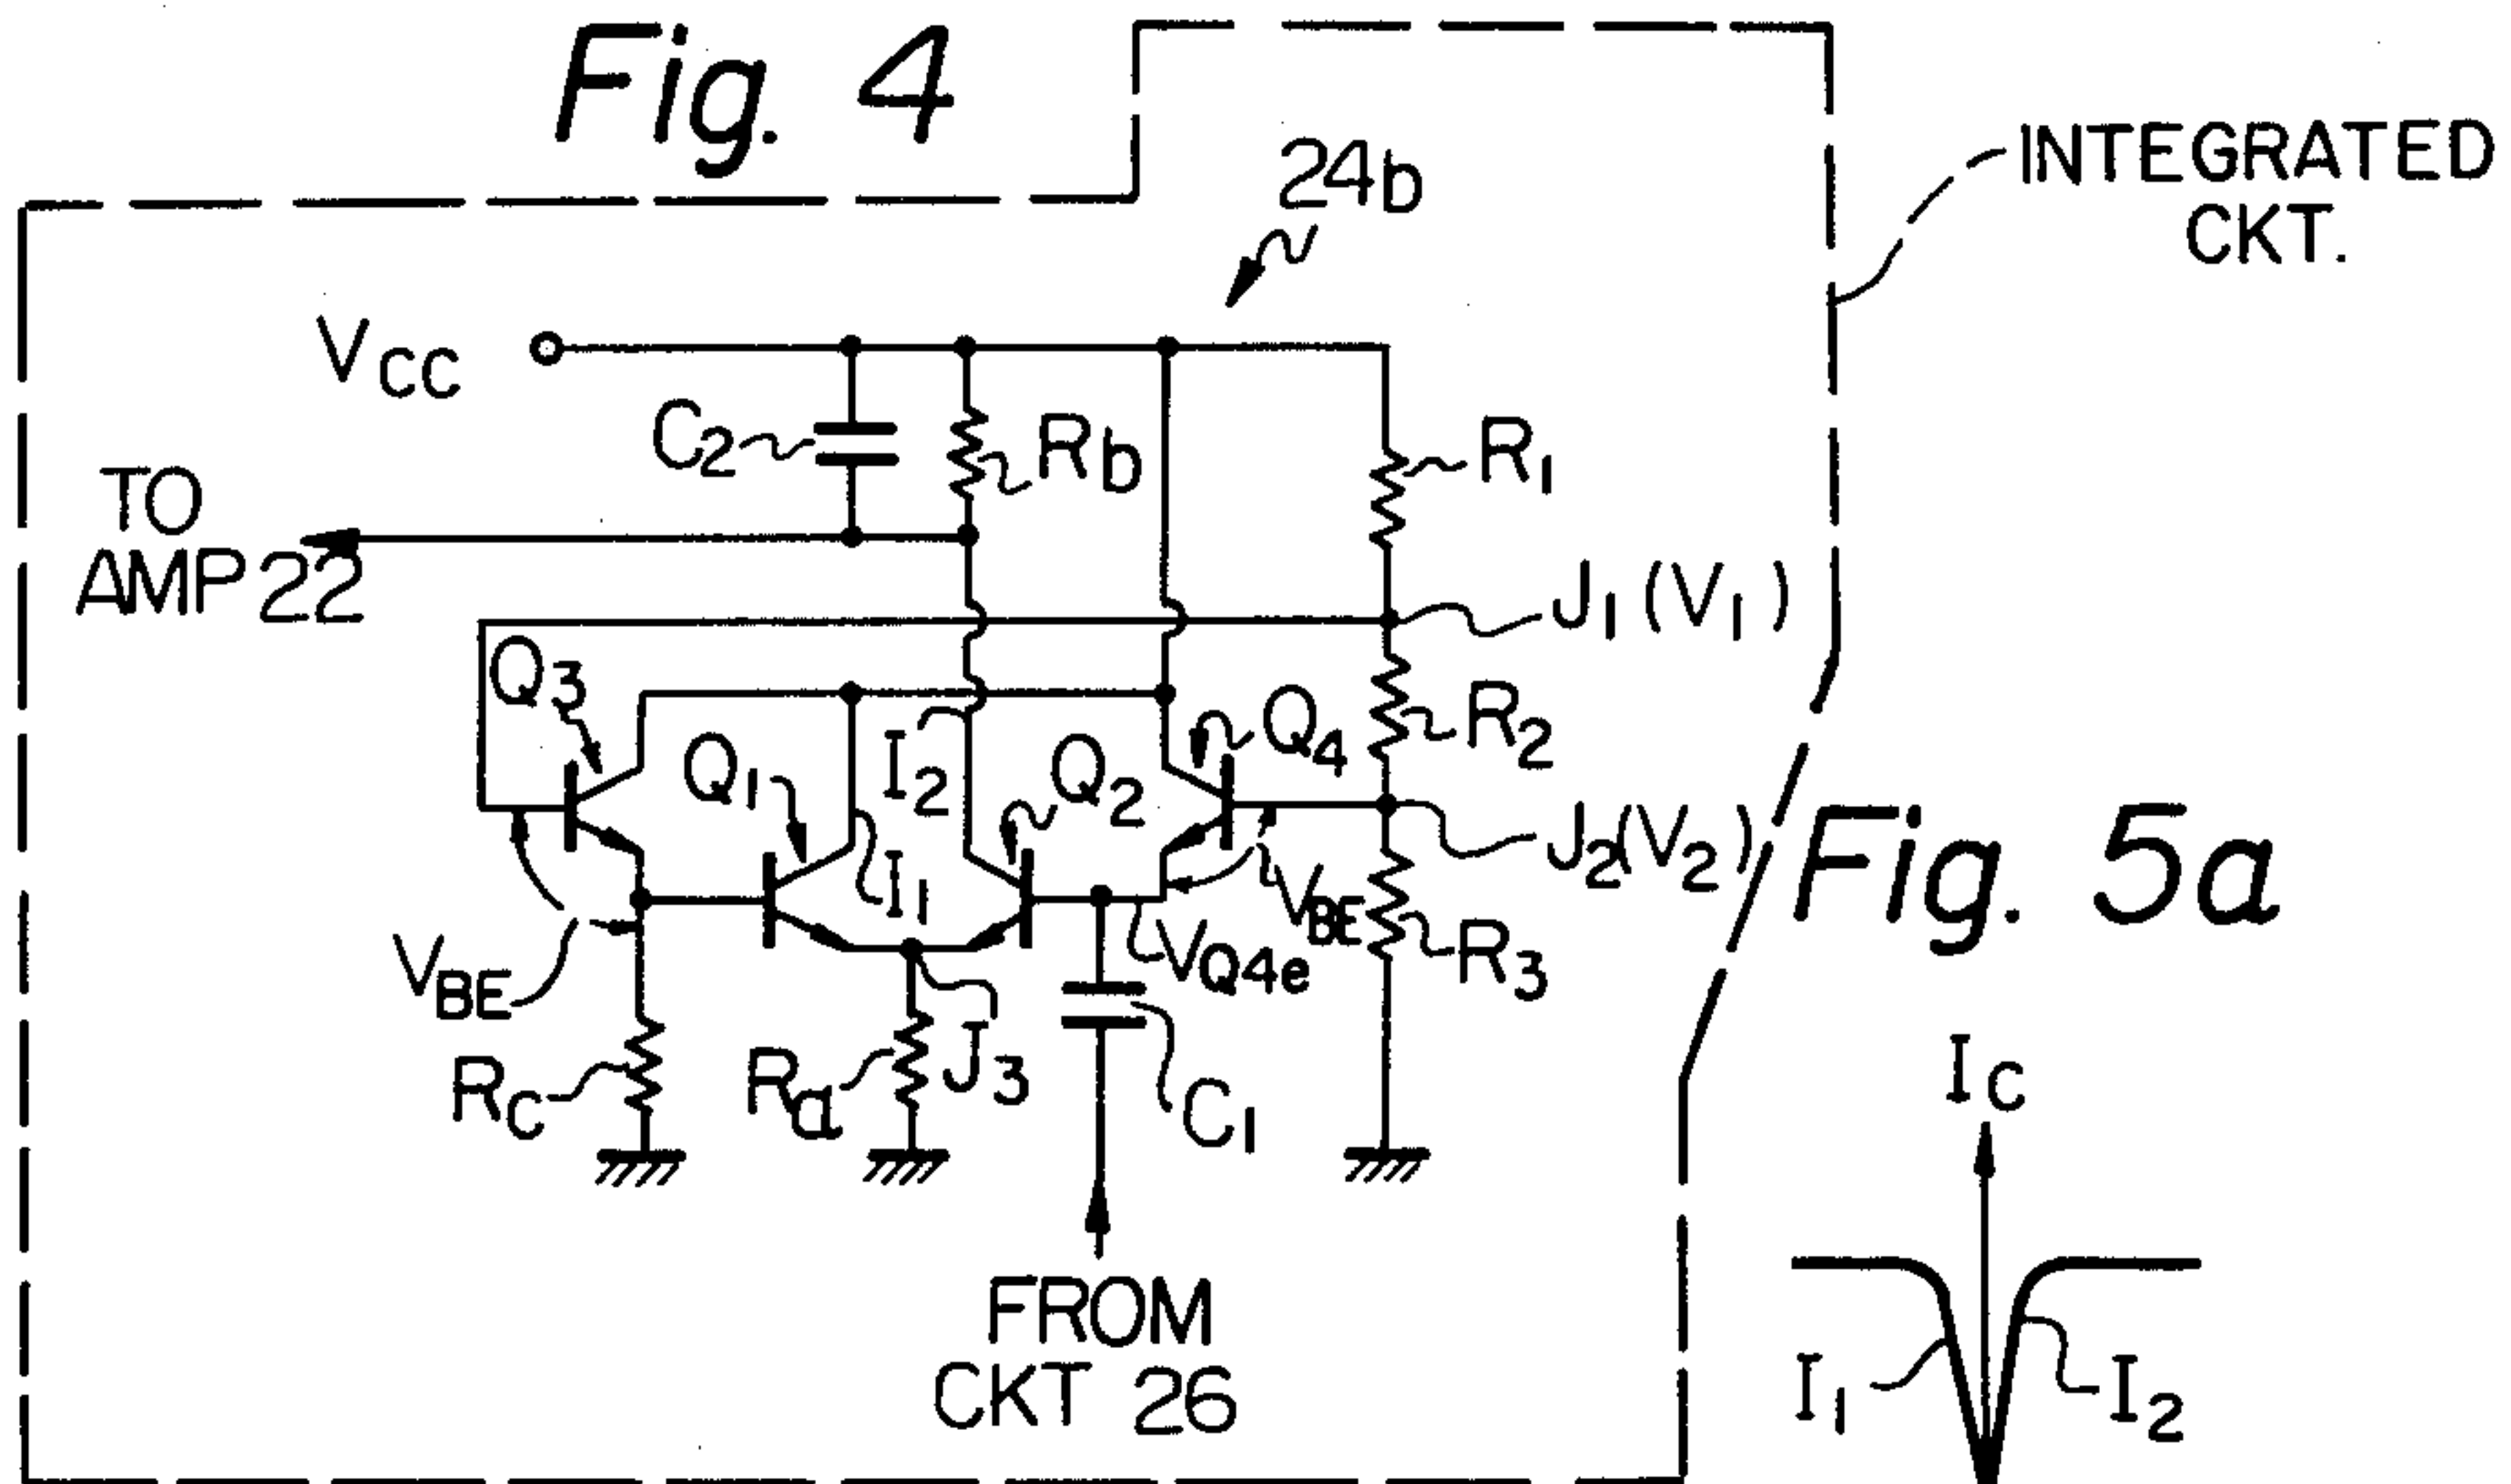 Fig. 4
24b
INTEGRATED
CKT.
VCC
C2
Rb
R1
TO
AMP 22
J1 (V1)
Q3
Q1
I2
Q2
Q4
R2
I1
J2(V2)
Fig. 5a
VBE
VBE
VQ4e
R3
RC
Ra
J3
C1
IC
FROM
CKT 26
I1
I2